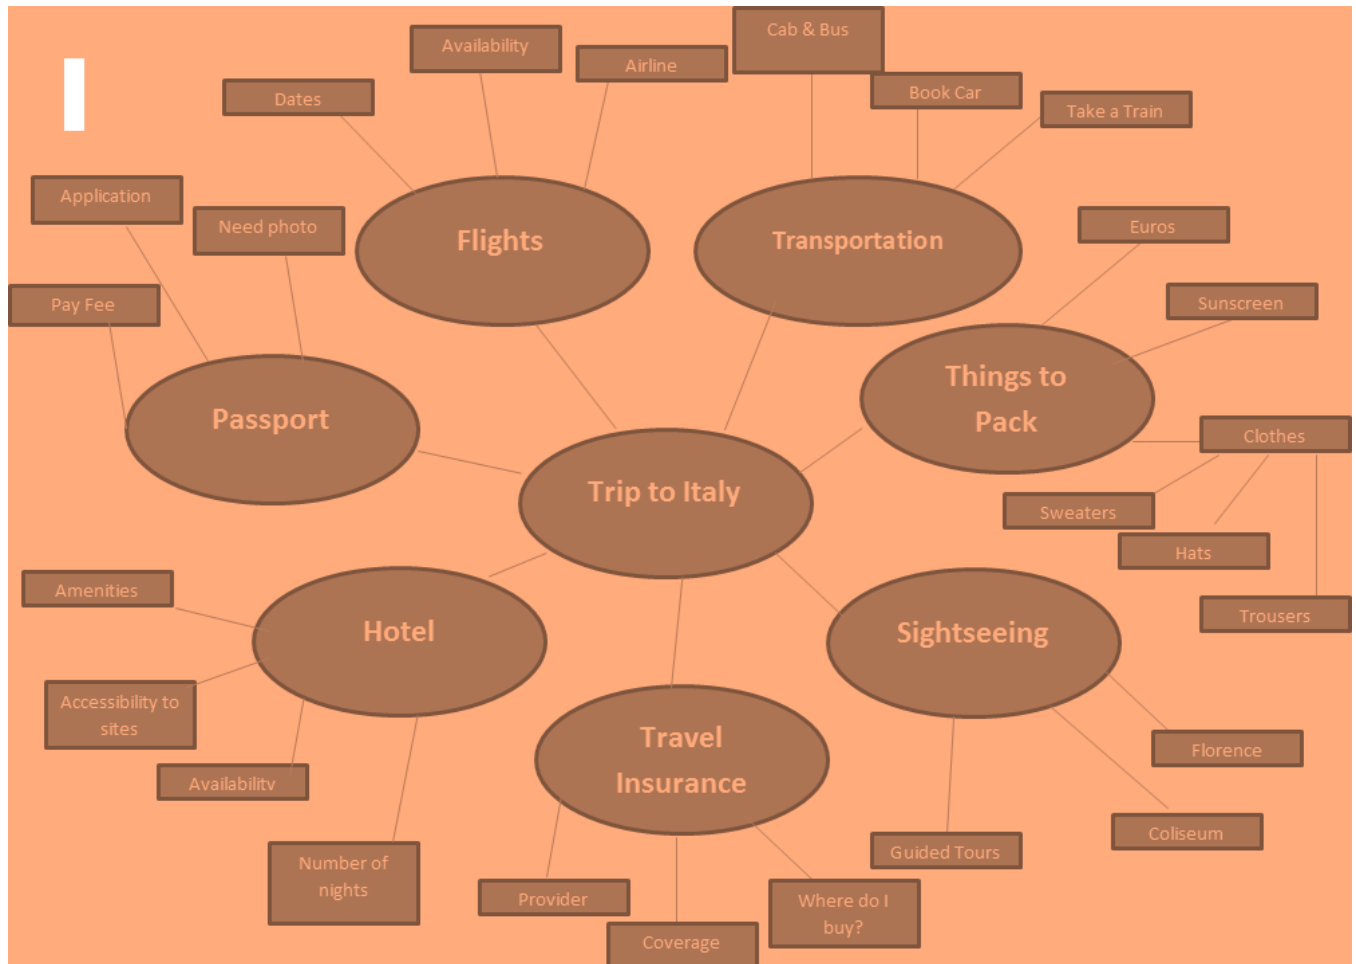 Cab & Bus
Availability
Airline
Dates
Book Car
Take a Train
Application
Need photo
Flights
Transportation
Euros
Pay Fee
Sunscreen
Passport
Things to
Pack
Clothes
Trip to Italy
Sweaters
Hats
Amenities
Hotel
Sightseeing
Trousers
Accessibility to
sites
Travel
Insurance
Florence
Availability
Coliseum
Number of
nights
Guided Tours
Provider
Where do I
buy?
Coverage